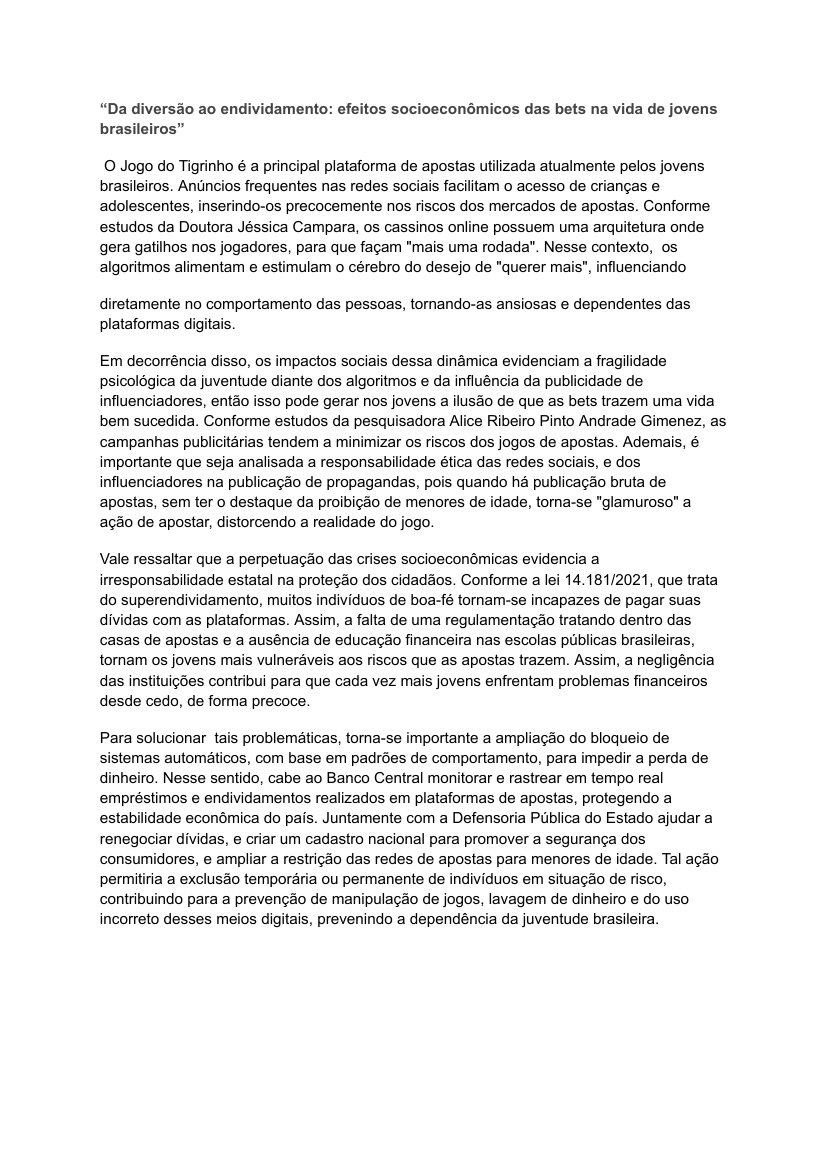 “Da diversão ao endividamento: efeitos socioeconômicos das bets na vida de jovens
brasileiros”
O Jogo do Tigrinho é a principal plataforma de apostas utilizada atualmente pelos jovens
brasileiros. Anúncios frequentes nas redes sociais facilitam o acesso de crianças e
adolescentes, inserindo-os precocemente nos riscos dos mercados de apostas. Conforme
estudos da Doutora Jéssica Campara, os cassinos online possuem uma arquitetura onde
gera gatilhos nos jogadores, para que façam "mais uma rodada". Nesse contexto,  os
algoritmos alimentam e estimulam o cérebro do desejo de "querer mais", influenciando
diretamente no comportamento das pessoas, tornando-as ansiosas e dependentes das
plataformas digitais.
Em decorrência disso, os impactos sociais dessa dinâmica evidenciam a fragilidade
psicológica da juventude diante dos algoritmos e da influência da publicidade de
influenciadores, então isso pode gerar nos jovens a ilusão de que as bets trazem uma vida
bem sucedida. Conforme estudos da pesquisadora Alice Ribeiro Pinto Andrade Gimenez, as
campanhas publicitárias tendem a minimizar os riscos dos jogos de apostas. Ademais, é
importante que seja analisada a responsabilidade ética das redes sociais, e dos
influenciadores na publicação de propagandas, pois quando há publicação bruta de
apostas, sem ter o destaque da proibição de menores de idade, torna-se "glamuroso" a
ação de apostar, distorcendo a realidade do jogo.
Vale ressaltar que a perpetuação das crises socioeconômicas evidencia a
irresponsabilidade estatal na proteção dos cidadãos. Conforme a lei 14.181/2021, que trata
do superendividamento, muitos indivíduos de boa-fé tornam-se incapazes de pagar suas
dívidas com as plataformas. Assim, a falta de uma regulamentação tratando dentro das
casas de apostas e a ausência de educação financeira nas escolas públicas brasileiras,
tornam os jovens mais vulneráveis aos riscos que as apostas trazem. Assim, a negligência
das instituições contribui para que cada vez mais jovens enfrentam problemas financeiros
desde cedo, de forma precoce.
Para solucionar  tais problemáticas, torna-se importante a ampliação do bloqueio de
sistemas automáticos, com base em padrões de comportamento, para impedir a perda de
dinheiro. Nesse sentido, cabe ao Banco Central monitorar e rastrear em tempo real
empréstimos e endividamentos realizados em plataformas de apostas, protegendo a
estabilidade econômica do país. Juntamente com a Defensoria Pública do Estado ajudar a
renegociar dívidas, e criar um cadastro nacional para promover a segurança dos
consumidores, e ampliar a restrição das redes de apostas para menores de idade. Tal ação
permitiria a exclusão temporária ou permanente de indivíduos em situação de risco,
contribuindo para a prevenção de manipulação de jogos, lavagem de dinheiro e do uso
incorreto desses meios digitais, prevenindo a dependência da juventude brasileira.